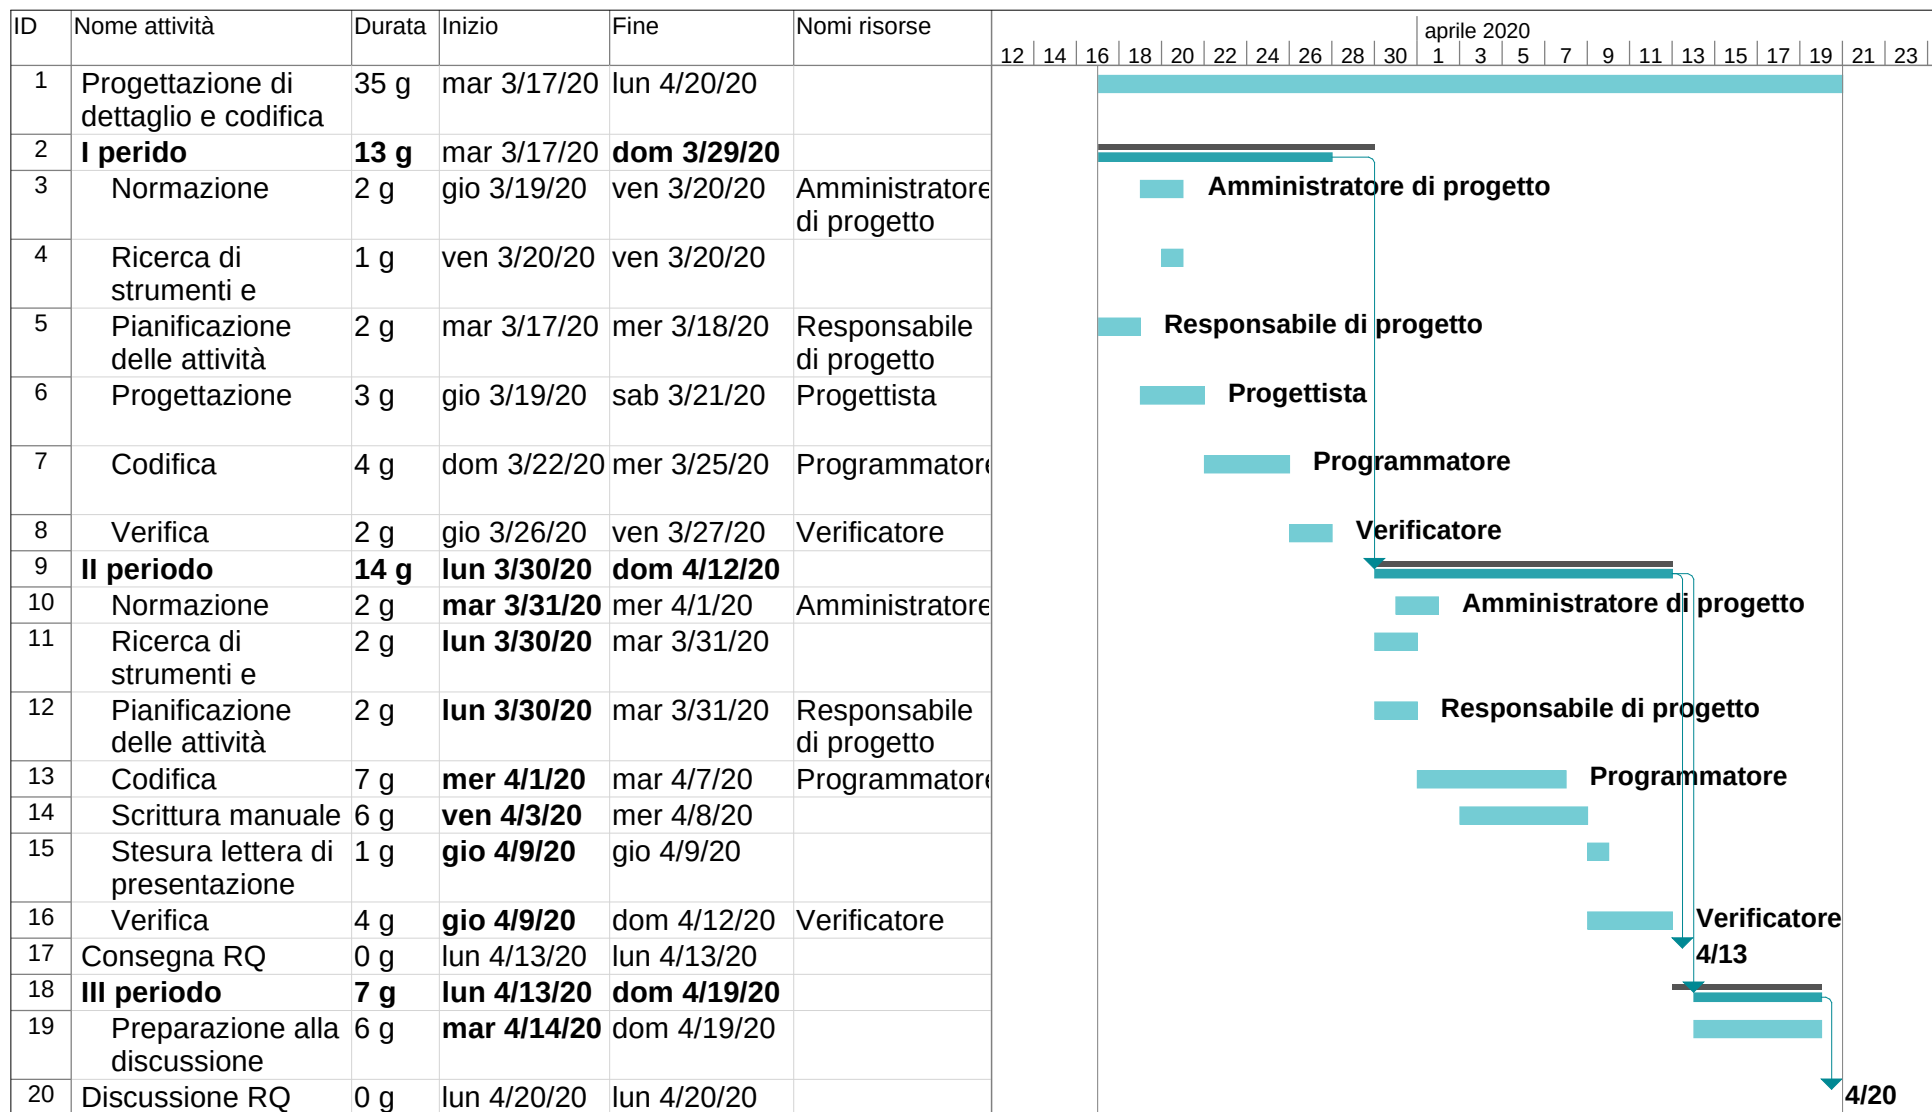 ID Nome attività Durata Inizio Fine Nomi risorse
aprile 2020
12 14 16 18 20 22 24 26 28 30 1 3 5 7 9 11 13 15 17 19 21 23
1 Progettazione di 35 g mar 3/17/20 lun 4/20/20
dettaglio e codifica
2 I perido 13 g mar 3/17/20 dom 3/29/20
3 Normazione 2 g gio 3/19/20 ven 3/20/20 Amministratore Amministratore di progetto
di progetto
4 Ricerca di 1 g ven 3/20/20 ven 3/20/20
strumenti e
5 Pianificazione 2 g mar 3/17/20 mer 3/18/20 Responsabile Responsabile di progetto
delle attività di progetto
6 Progettazione 3 g gio 3/19/20 sab 3/21/20 Progettista Progettista
7 Codifica 4 g dom 3/22/20 mer 3/25/20 Programmatore Programmatore
8 Verifica 2 g gio 3/26/20 ven 3/27/20 Verificatore Verificatore
9 II periodo 14 g lun 3/30/20 dom 4/12/20
10 Normazione 2 g mar 3/31/20 mer 4/1/20 Amministratore Amministratore di progetto
11 Ricerca di 2 g lun 3/30/20 mar 3/31/20
strumenti e
12 Pianificazione 2 g lun 3/30/20 mar 3/31/20 Responsabile Responsabile di progetto
delle attività di progetto
13 Codifica 7 g mer 4/1/20 mar 4/7/20 Programmatore Programmatore
14 Scrittura manuale 6 g ven 4/3/20 mer 4/8/20
15 Stesura lettera di 1 g gio 4/9/20 gio 4/9/20
presentazione
16 Verifica 4 g gio 4/9/20 dom 4/12/20 Verificatore Verificatore
17 Consegna RQ 0 g lun 4/13/20 lun 4/13/20 4/13
18 III periodo 7 g lun 4/13/20 dom 4/19/20
19 Preparazione alla 6 g mar 4/14/20 dom 4/19/20
discussione
20 Discussione RQ 0 g lun 4/20/20 lun 4/20/20 4/20